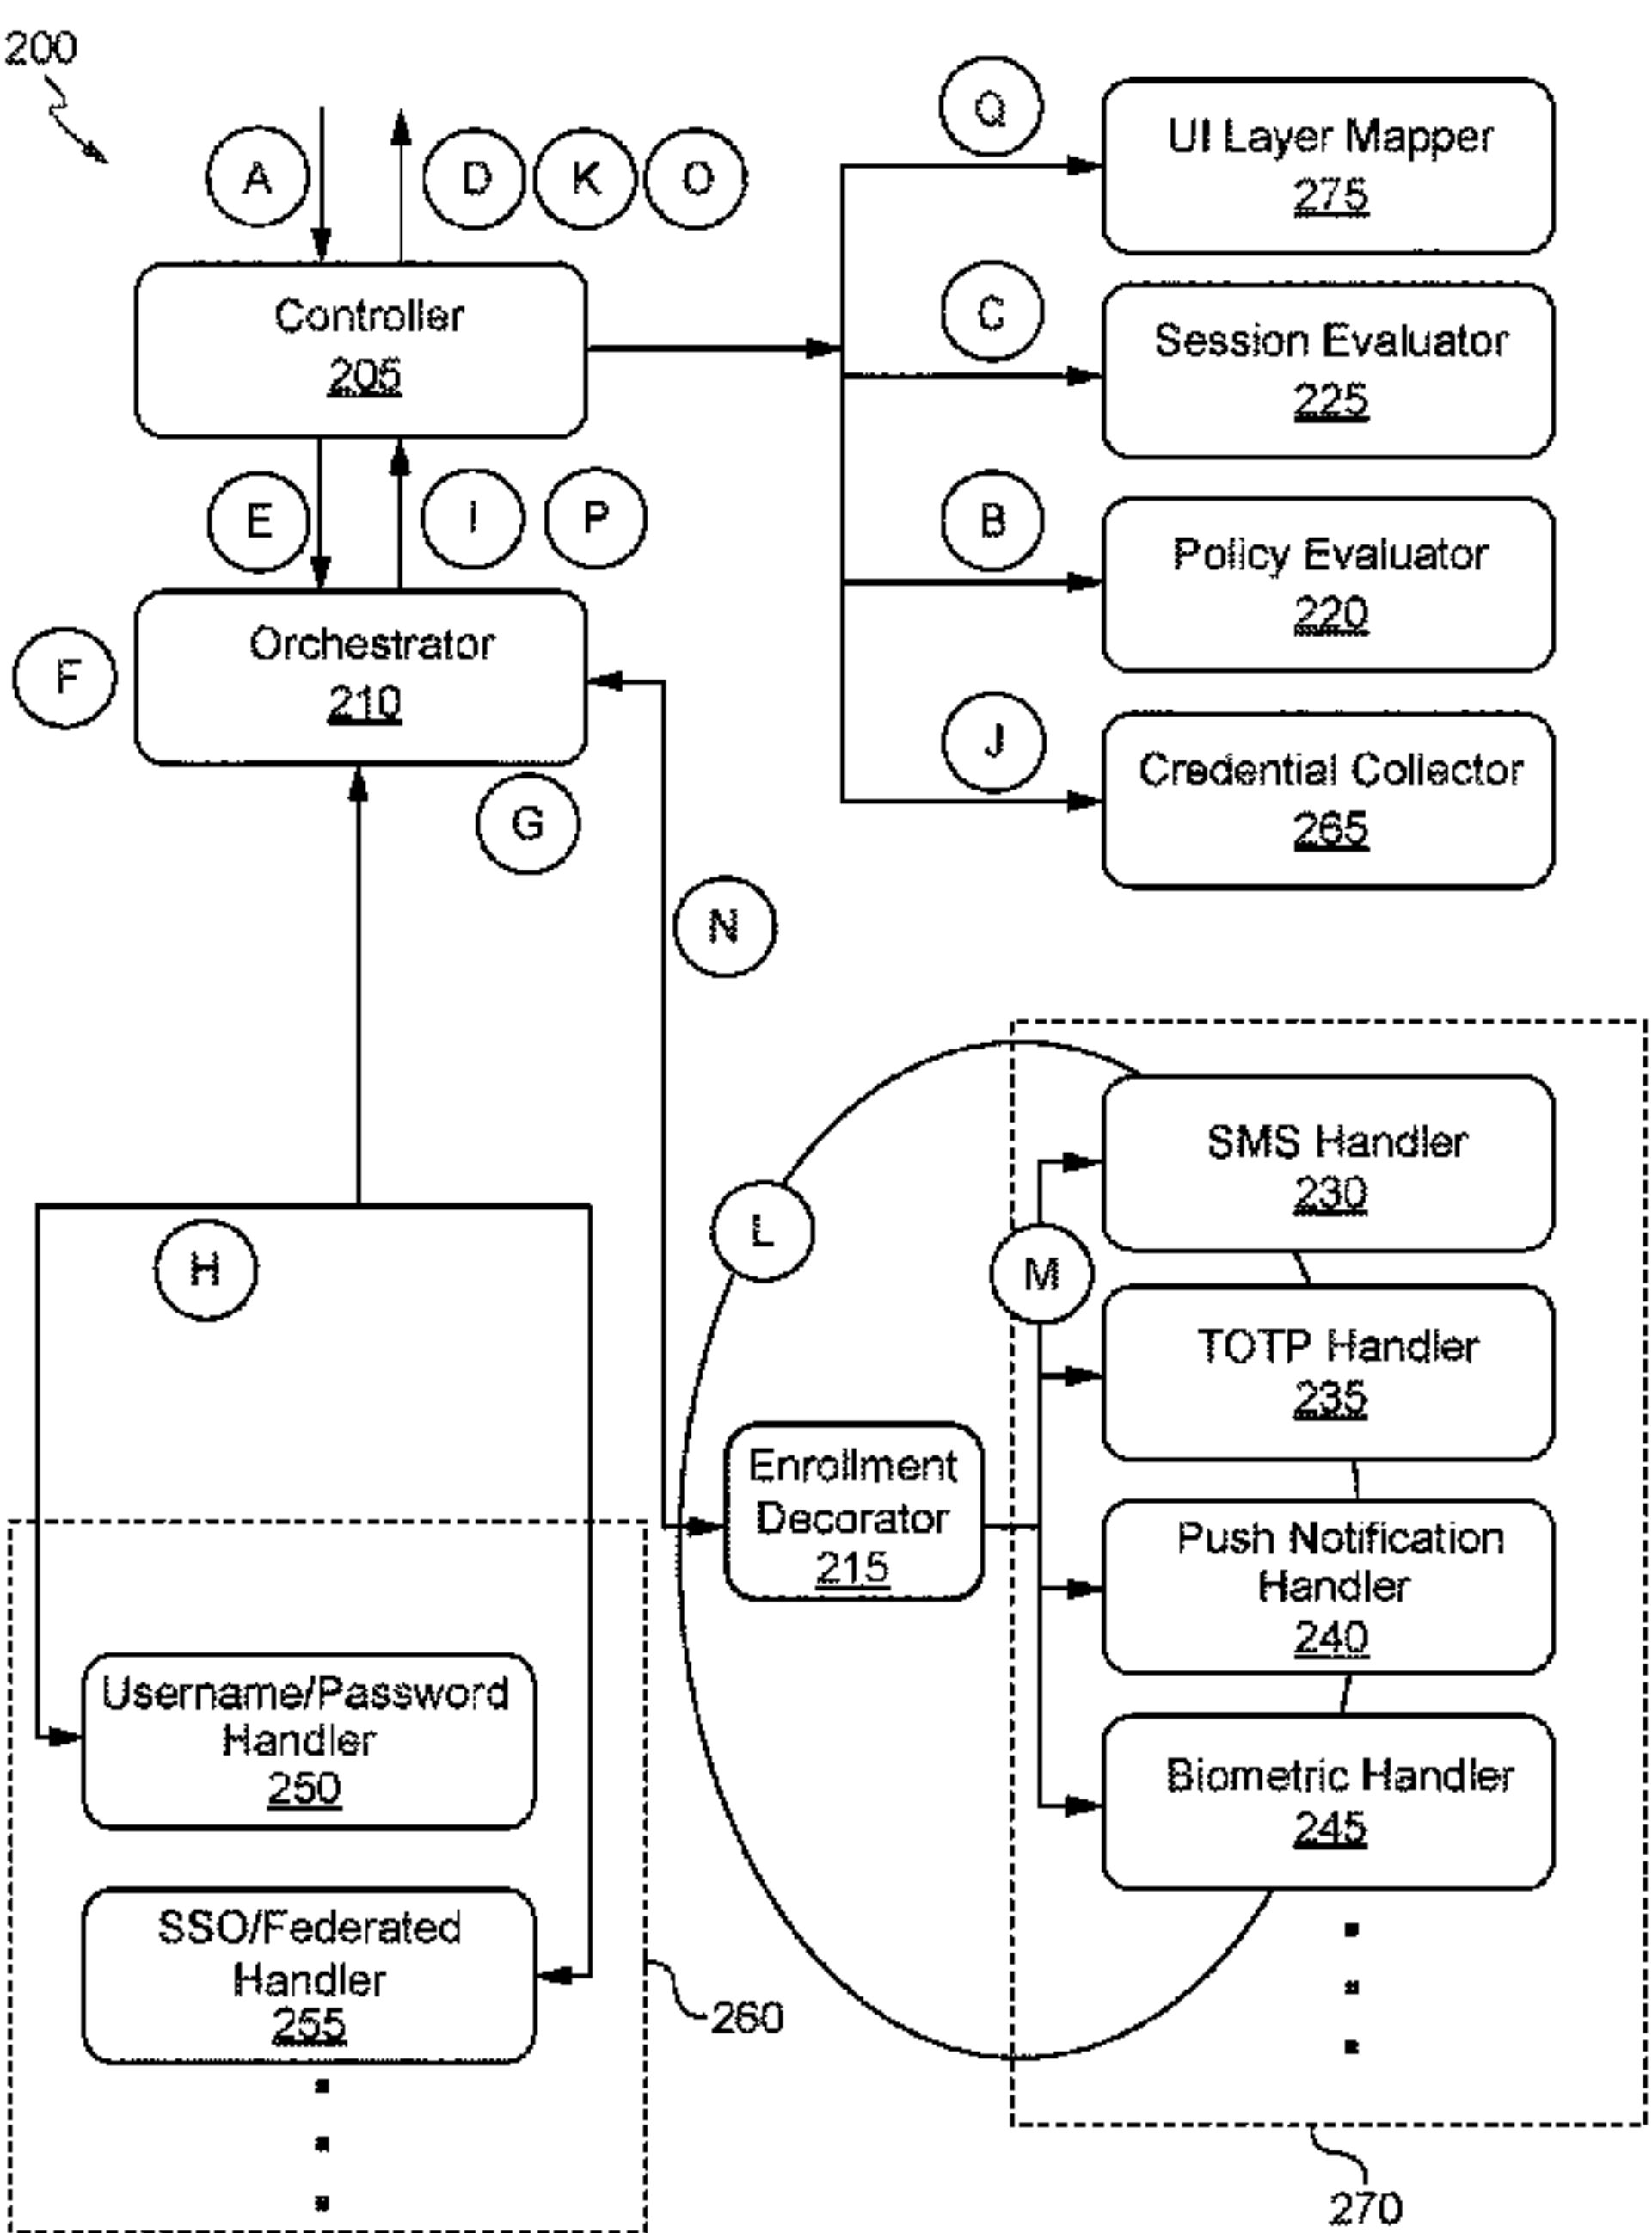 200
A
D
K
O
Q
UI Layer Mapper
275
Controller
205
C
Session Evaluator
225
E
I
P
B
Policy Evaluator
220
F
Orchestrator
210
J
Credential Collector
265
G
N
H
L
M
SMS Handler
230
TOTP Handler
235
Enrollment
Decorator
215
Push Notification
Handler
240
Username/Password
Handler
250
Biometric Handler
245
SSO/Federated
Handler
255
260
270